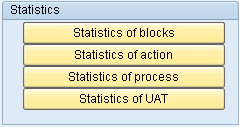 Statistics
Statistics of blocks
Statistics of action
Statistics of process
Statistics of UAT